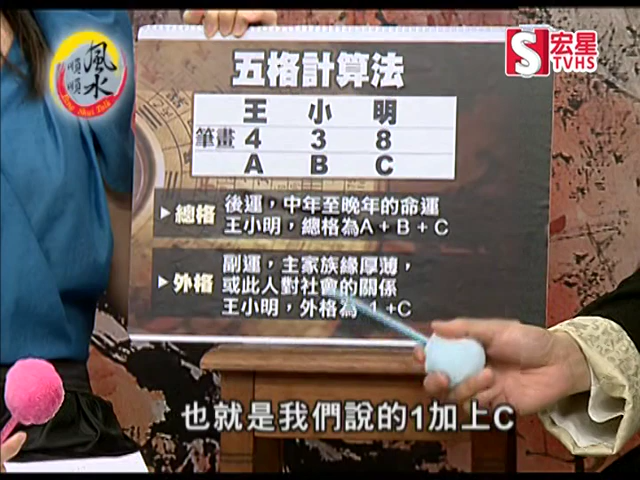 風水
順順
Feng Shui Talk
宏星
TVHS
五格計算法
王 小 明
筆畫 4 3 8
A B C
總格
後運，中年至晚年的命運
王小明，總格為A + B + C
外格
副運，主家族緣厚薄，
或此人對社會的關係
王小明，外格為 1 +C
也就是我們說的1加上C